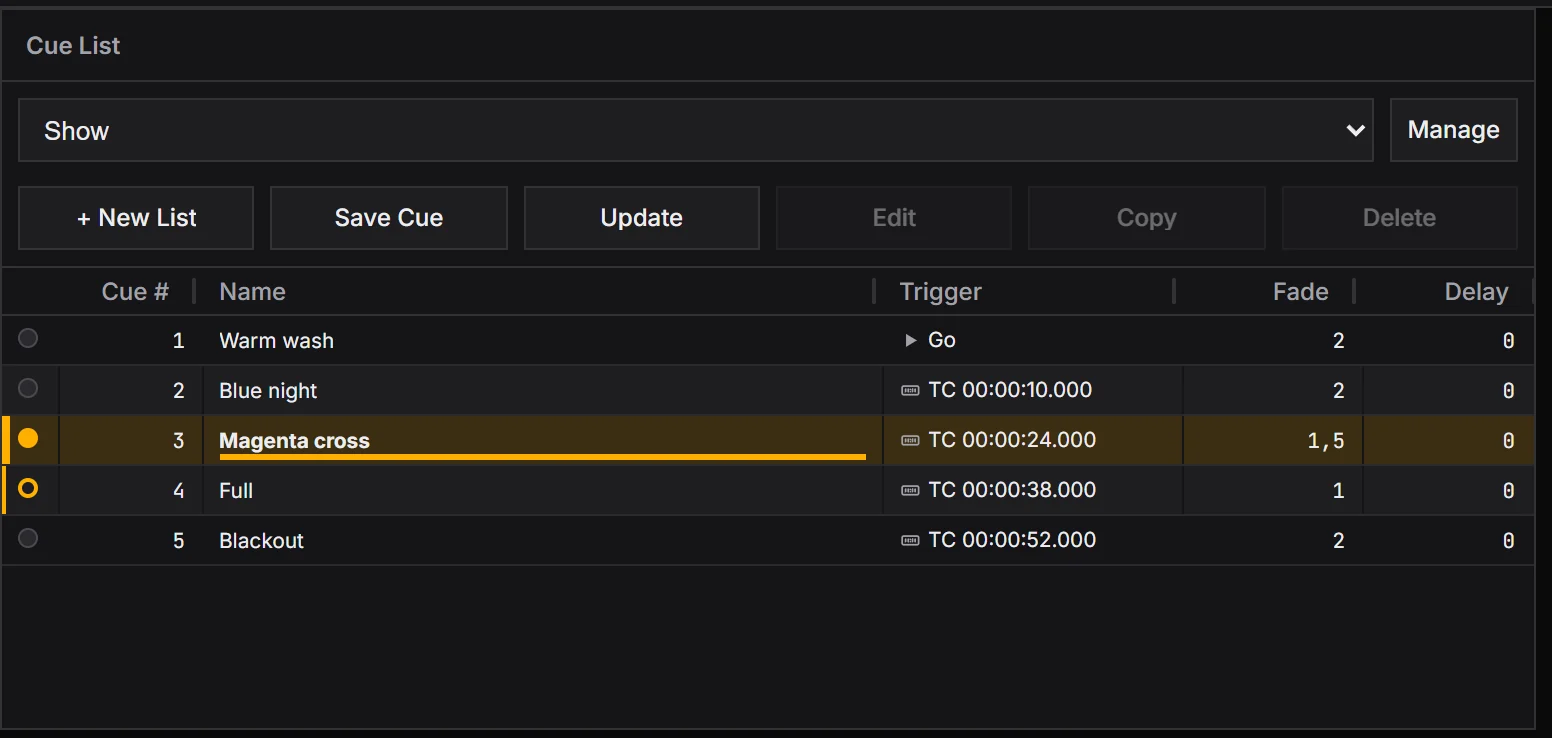 Cue List
Show
Manage
+ New List Save Cue Update Edit Copy Delete
Cue # Name Trigger Fade Delay
1 Warm wash Go 2 0
2 Blue night TC 00:00:10.000 2 0
3 Magenta cross TC 00:00:24.000 1,5 0
4 Full TC 00:00:38.000 1 0
5 Blackout TC 00:00:52.000 2 0